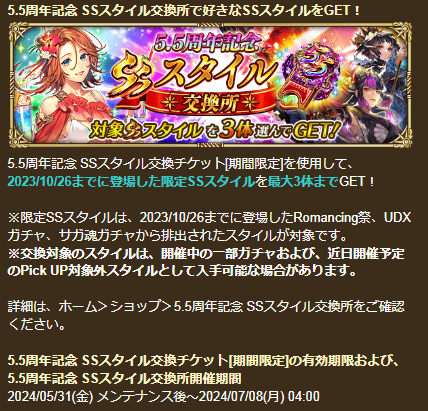 5.5周年記念 SSスタイル交換所で好きなSSスタイルをGET！
5.5周年記念
SSスタイル
交換所
対象SSスタイルを3体選んでGET!
5.5周年記念 SSスタイル交換チケット[期間限定]を使用して、
2023/10/26までに登場した限定SSスタイルを最大3体までGET！
※限定SSスタイルは、2023/10/26までに登場したRomancing祭、UDX
ガチャ、サガ魂ガチャから排出されたスタイルが対象です。
※交換対象のスタイルは、開催中の一部ガチャおよび、近日開催予定
のPick UP対象外スタイルとして入手可能な場合があります。
詳細は、ホーム＞ショップ＞5.5周年記念 SSスタイル交換所をご確認
ください。
5.5周年記念 SSスタイル交換チケット[期間限定]の有効期限および、
5.5周年記念 SSスタイル交換所開催期間
2024/05/31(金) メンテナンス後～2024/07/08(月) 04:00